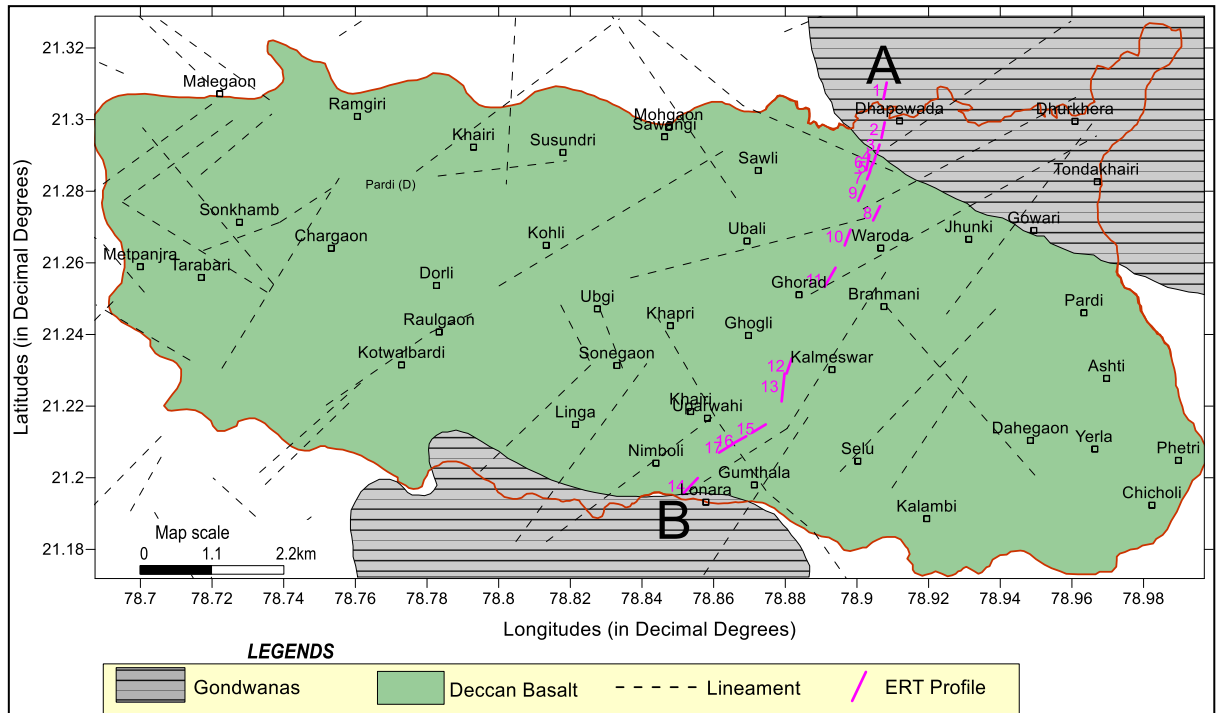 21.32
21.3
21.28
21.26
21.24
21.22
21.2
21.18
Latitudes (in Decimal Degrees)
A
Malegaon
1
Ramgiri
Dhapewada
Dhurkhera
Mohgaon
Sawangi
2
Khairi
Susundri
3
4
5
6
7
Sawli
Tondakhairi
Pardi (D)
9
8
Sonkhamb
Chargaon
Kohli
Ubali
10
Waroda
Jhunki
Gowari
Metpanjra
Tarabari
Dorli
11
Ghorad
Brahmani
Pardi
Ubgi
Khapri
Ghogli
Raulgaon
Kotwalbardi
Sonegaon
12
13
Kalmeswar
Ashti
Khairi
Uparwahi
Linga
15
16
17
Dahegaon
Yerla
Nimboli
Selu
Phetri
Gumthala
14
Lonara
Chicholi
B
Kalambi
Map scale
0 1.1 2.2km
78.7 78.72 78.74 78.76 78.78 78.8 78.82 78.84 78.86 78.88 78.9 78.92 78.94 78.96 78.98
Longitudes (in Decimal Degrees)
LEGENDS
Gondwanas Deccan Basalt Lineament ERT Profile